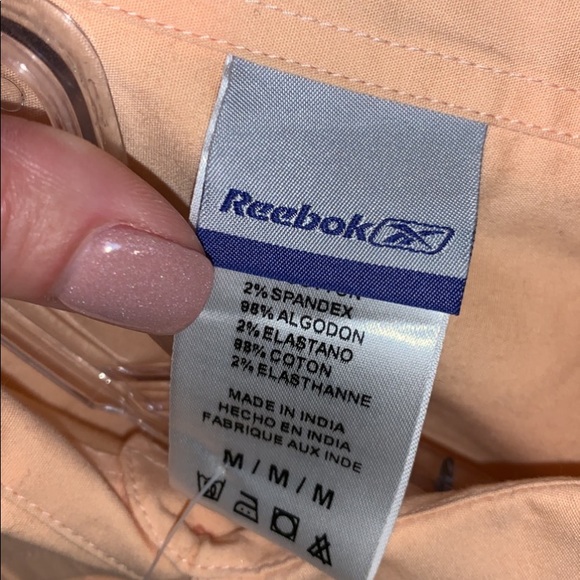 Reebok
2% SPANDEX
98% ALGODON
2% ELASTANO
98% COTON
2% ELASTHANNE
MADE IN INDIA
HECHO EN INDIA
FABRIQUE AUX INDE
M / M / M